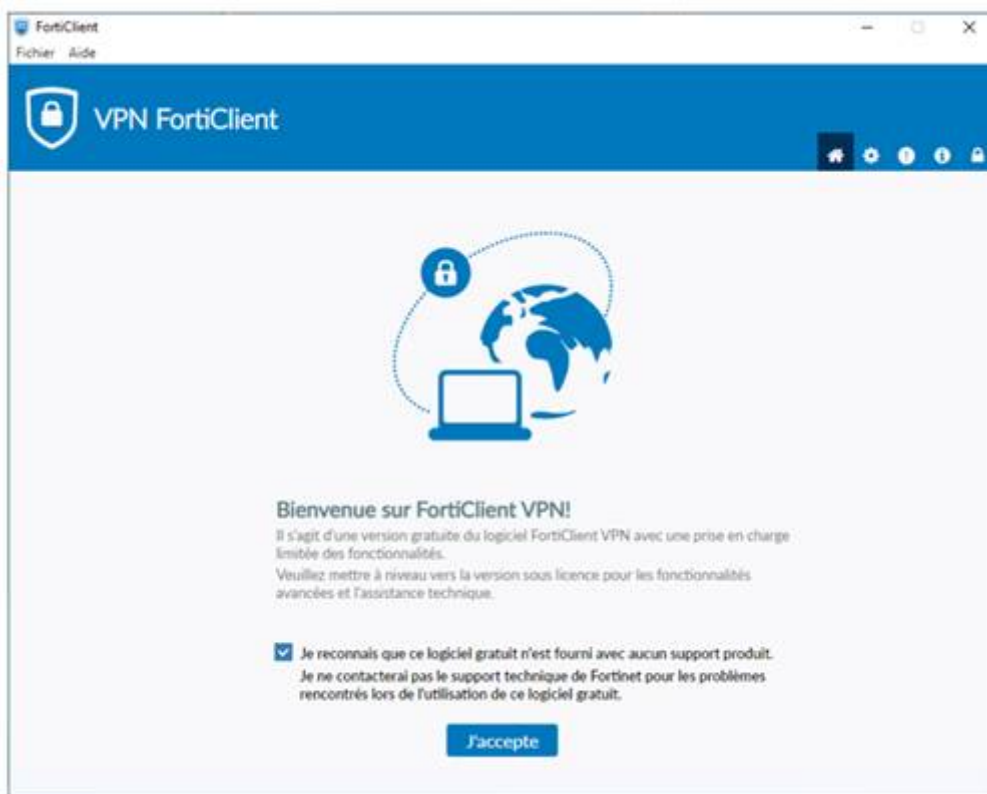 FortiClient
Fichier Aide
VPN FortiClient
Bienvenue sur FortiClient VPN!
Il s'agit d'une version gratuite du logiciel FortiClient VPN avec une prise en charge
limitée des fonctionnalités.
Veuillez mettre à niveau vers la version sous licence pour les fonctionnalités
avancées et l'assistance technique.
Je reconnais que ce logiciel gratuit n'est fourni avec aucun support produit.
Je ne contacterai pas le support technique de Fortinet pour les problèmes
rencontrés lors de l'utilisation de ce logiciel gratuit.
J'accepte